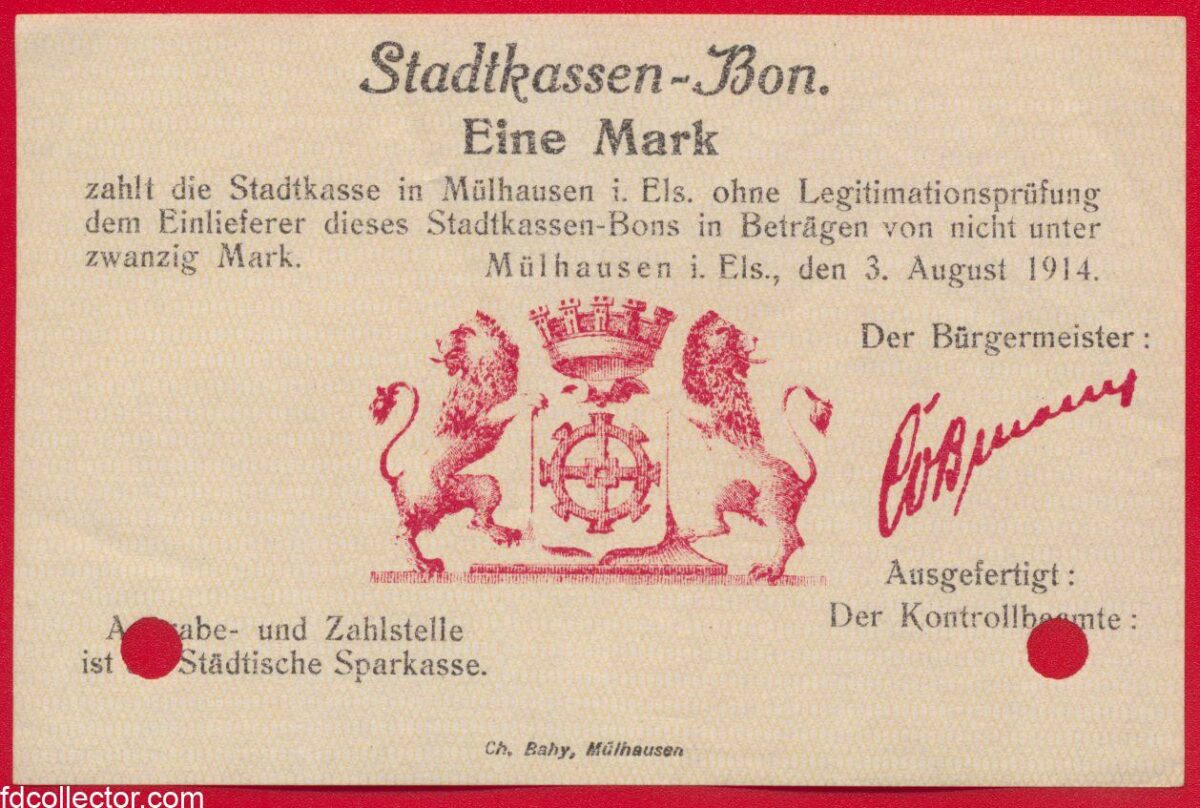 Stadtkassen-Bon.
Eine Mark
zahlt die Stadtkasse in Mülhausen i. Els. ohne Legitimationsprüfung
dem Einlieferer dieses Stadtkassen-Bons in Beträgen von nicht unter
zwanzig Mark.
Mülhausen i. Els., den 3. August 1914.
Der Bürgermeister:
Ausgefertigt:
Der Kontrollbeamte:
und Zahlstelle
ist Städtische Sparkasse.
Ch. Bahy, Mülhausen
fdcollector.com